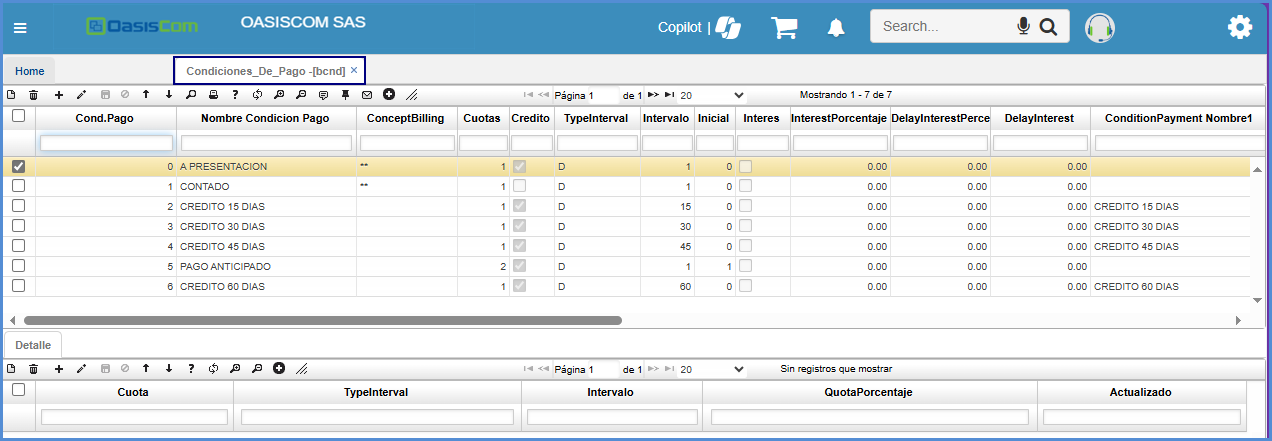 OasisCom OASISCOM SAS Copilot | Search...
Home Condiciones_De_Pago -[bcnd] ×
Página 1 de 1 20 Mostrando 1 - 7 de 7
Cond.Pago Nombre Condicion Pago ConceptBilling Cuotas Credito TypeInterval Intervalo Inicial Interes InterestPorcentaje DelayInterestPerce DelayInterest ConditionPayment Nombre1
0 A PRESENTACION ** 1 D 1 0 0.00 0.00 0.00
1 CONTADO ** 1 D 1 0 0.00 0.00 0.00
2 CREDITO 15 DIAS 1 D 15 0 0.00 0.00 0.00 CREDITO 15 DIAS
3 CREDITO 30 DIAS 1 D 30 0 0.00 0.00 0.00 CREDITO 30 DIAS
4 CREDITO 45 DIAS 1 D 45 0 0.00 0.00 0.00 CREDITO 45 DIAS
5 PAGO ANTICIPADO 2 D 1 1 0.00 0.00 0.00
6 CREDITO 60 DIAS 1 D 60 0 0.00 0.00 0.00 CREDITO 60 DIAS
Detalle
Página 1 de 1 20 Sin registros que mostrar
Cuota TypeInterval Intervalo QuotaPorcentaje Actualizado